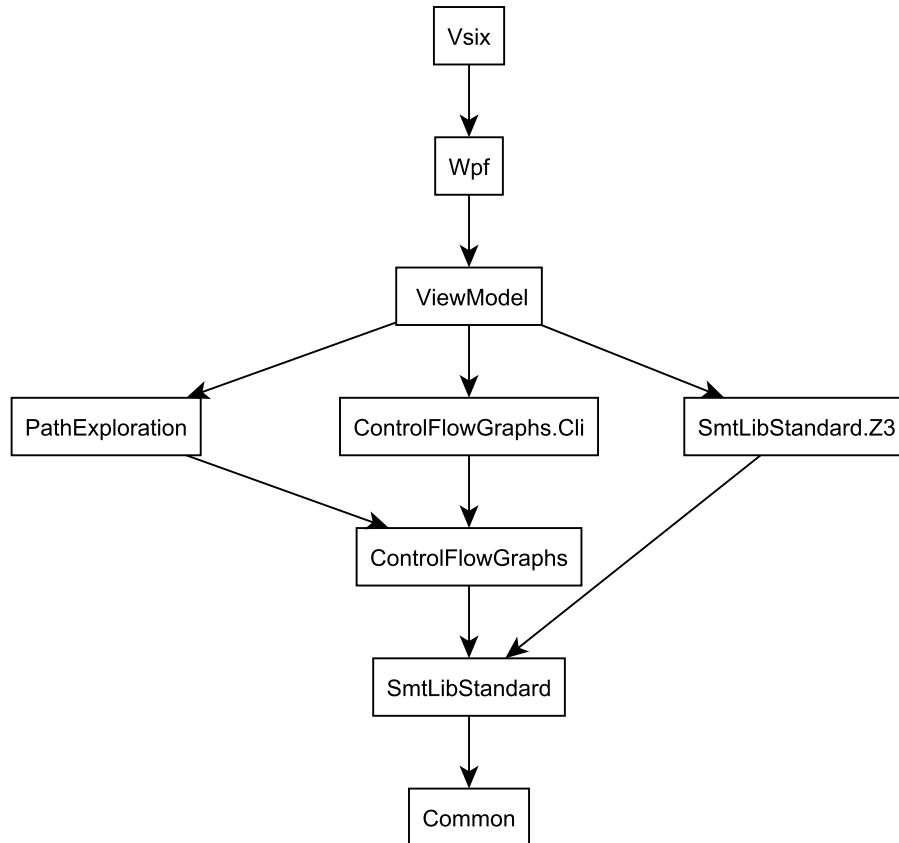 Vsix
Wpf
ViewModel
PathExploration
ControlFlowGraphs.Cli
SmtLibStandard.Z3
ControlFlowGraphs
SmtLibStandard
Common